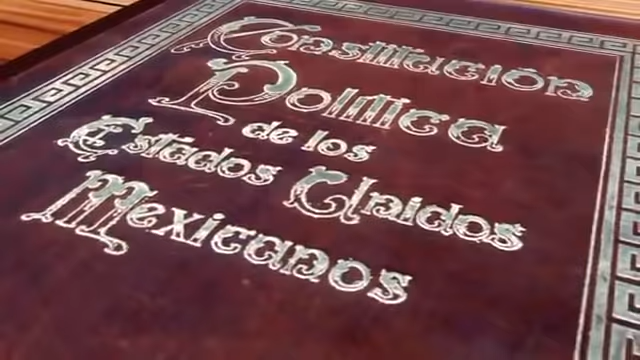 Constitución
Política
de los
Estados Unidos
Mexicanos